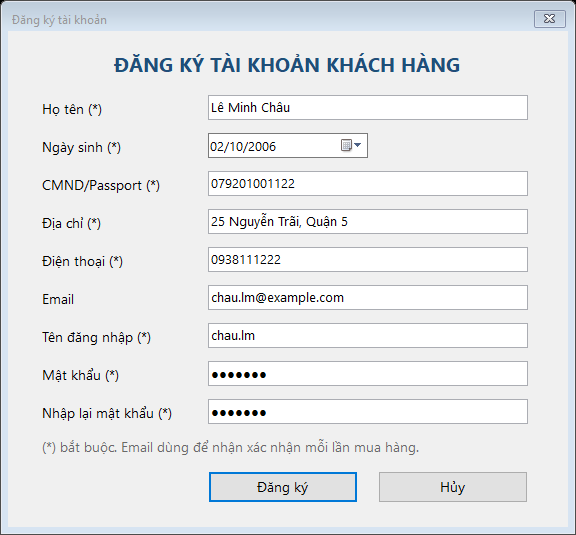 Đăng ký tài khoản
ĐĂNG KÝ TÀI KHOẢN KHÁCH HÀNG
Họ tên (*) Lê Minh Châu
Ngày sinh (*) 02/10/2006
CMND/Passport (*) 079201001122
Địa chỉ (*) 25 Nguyễn Trãi, Quận 5
Điện thoại (*) 0938111222
Email chau.lm@example.com
Tên đăng nhập (*) chau.lm
Mật khẩu (*) ●●●●●●●
Nhập lại mật khẩu (*) ●●●●●●●
(*) bắt buộc. Email dùng để nhận xác nhận mỗi lần mua hàng.
Đăng ký Hủy